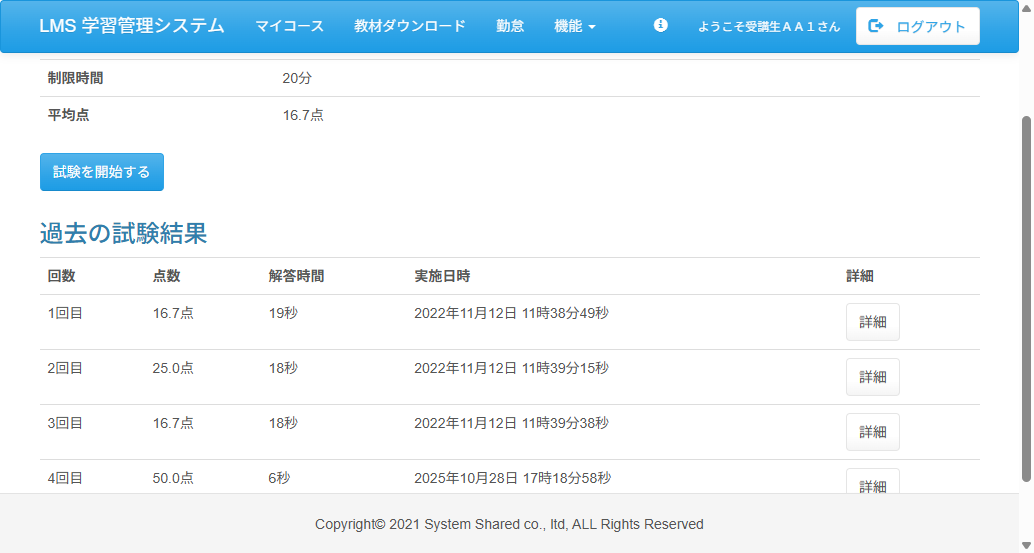 LMS 学習管理システム マイコース 教材ダウンロード 勤怠 機能 ようこそ受講生ＡＡ１さん ログアウト
制限時間 20分
平均点 16.7点
試験を開始する
過去の試験結果
回数 点数 解答時間 実施日時 詳細
1回目 16.7点 19秒 2022年11月12日 11時38分49秒 詳細
2回目 25.0点 18秒 2022年11月12日 11時39分15秒 詳細
3回目 16.7点 18秒 2022年11月12日 11時39分38秒 詳細
4回目 50.0点 6秒 2025年10月28日 17時18分58秒 詳細
Copyright© 2021 System Shared co., ltd, ALL Rights Reserved